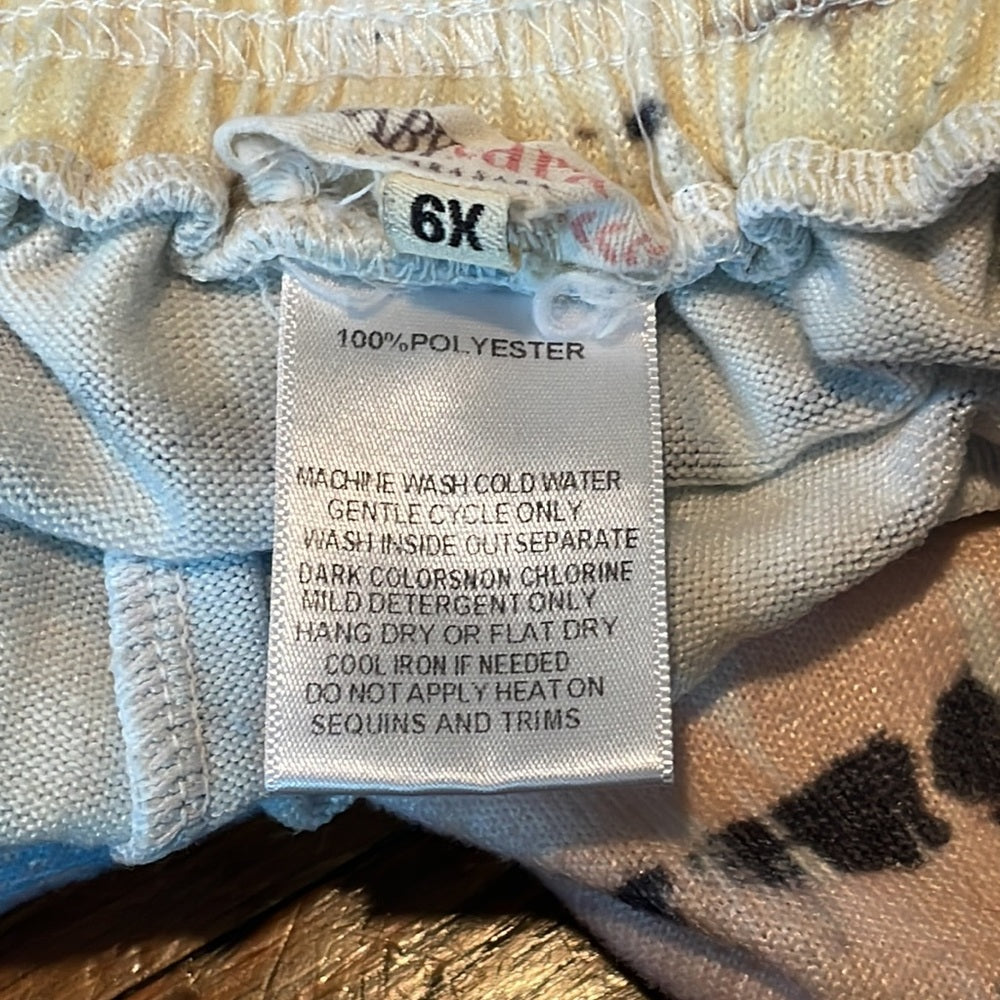 6X
100%POLYESTER
MACHINE WASH COLD WATER
GENTLE CYCLE ONLY
WASH INSIDE OUTSEPARATE
DARK COLORSNON CHLORINE
MILD DETERGENT ONLY
HANG DRY OR FLAT DRY
COOL IRON IF NEEDED
DO NOT APPLY HEAT ON
SEQUINS AND TRIMS